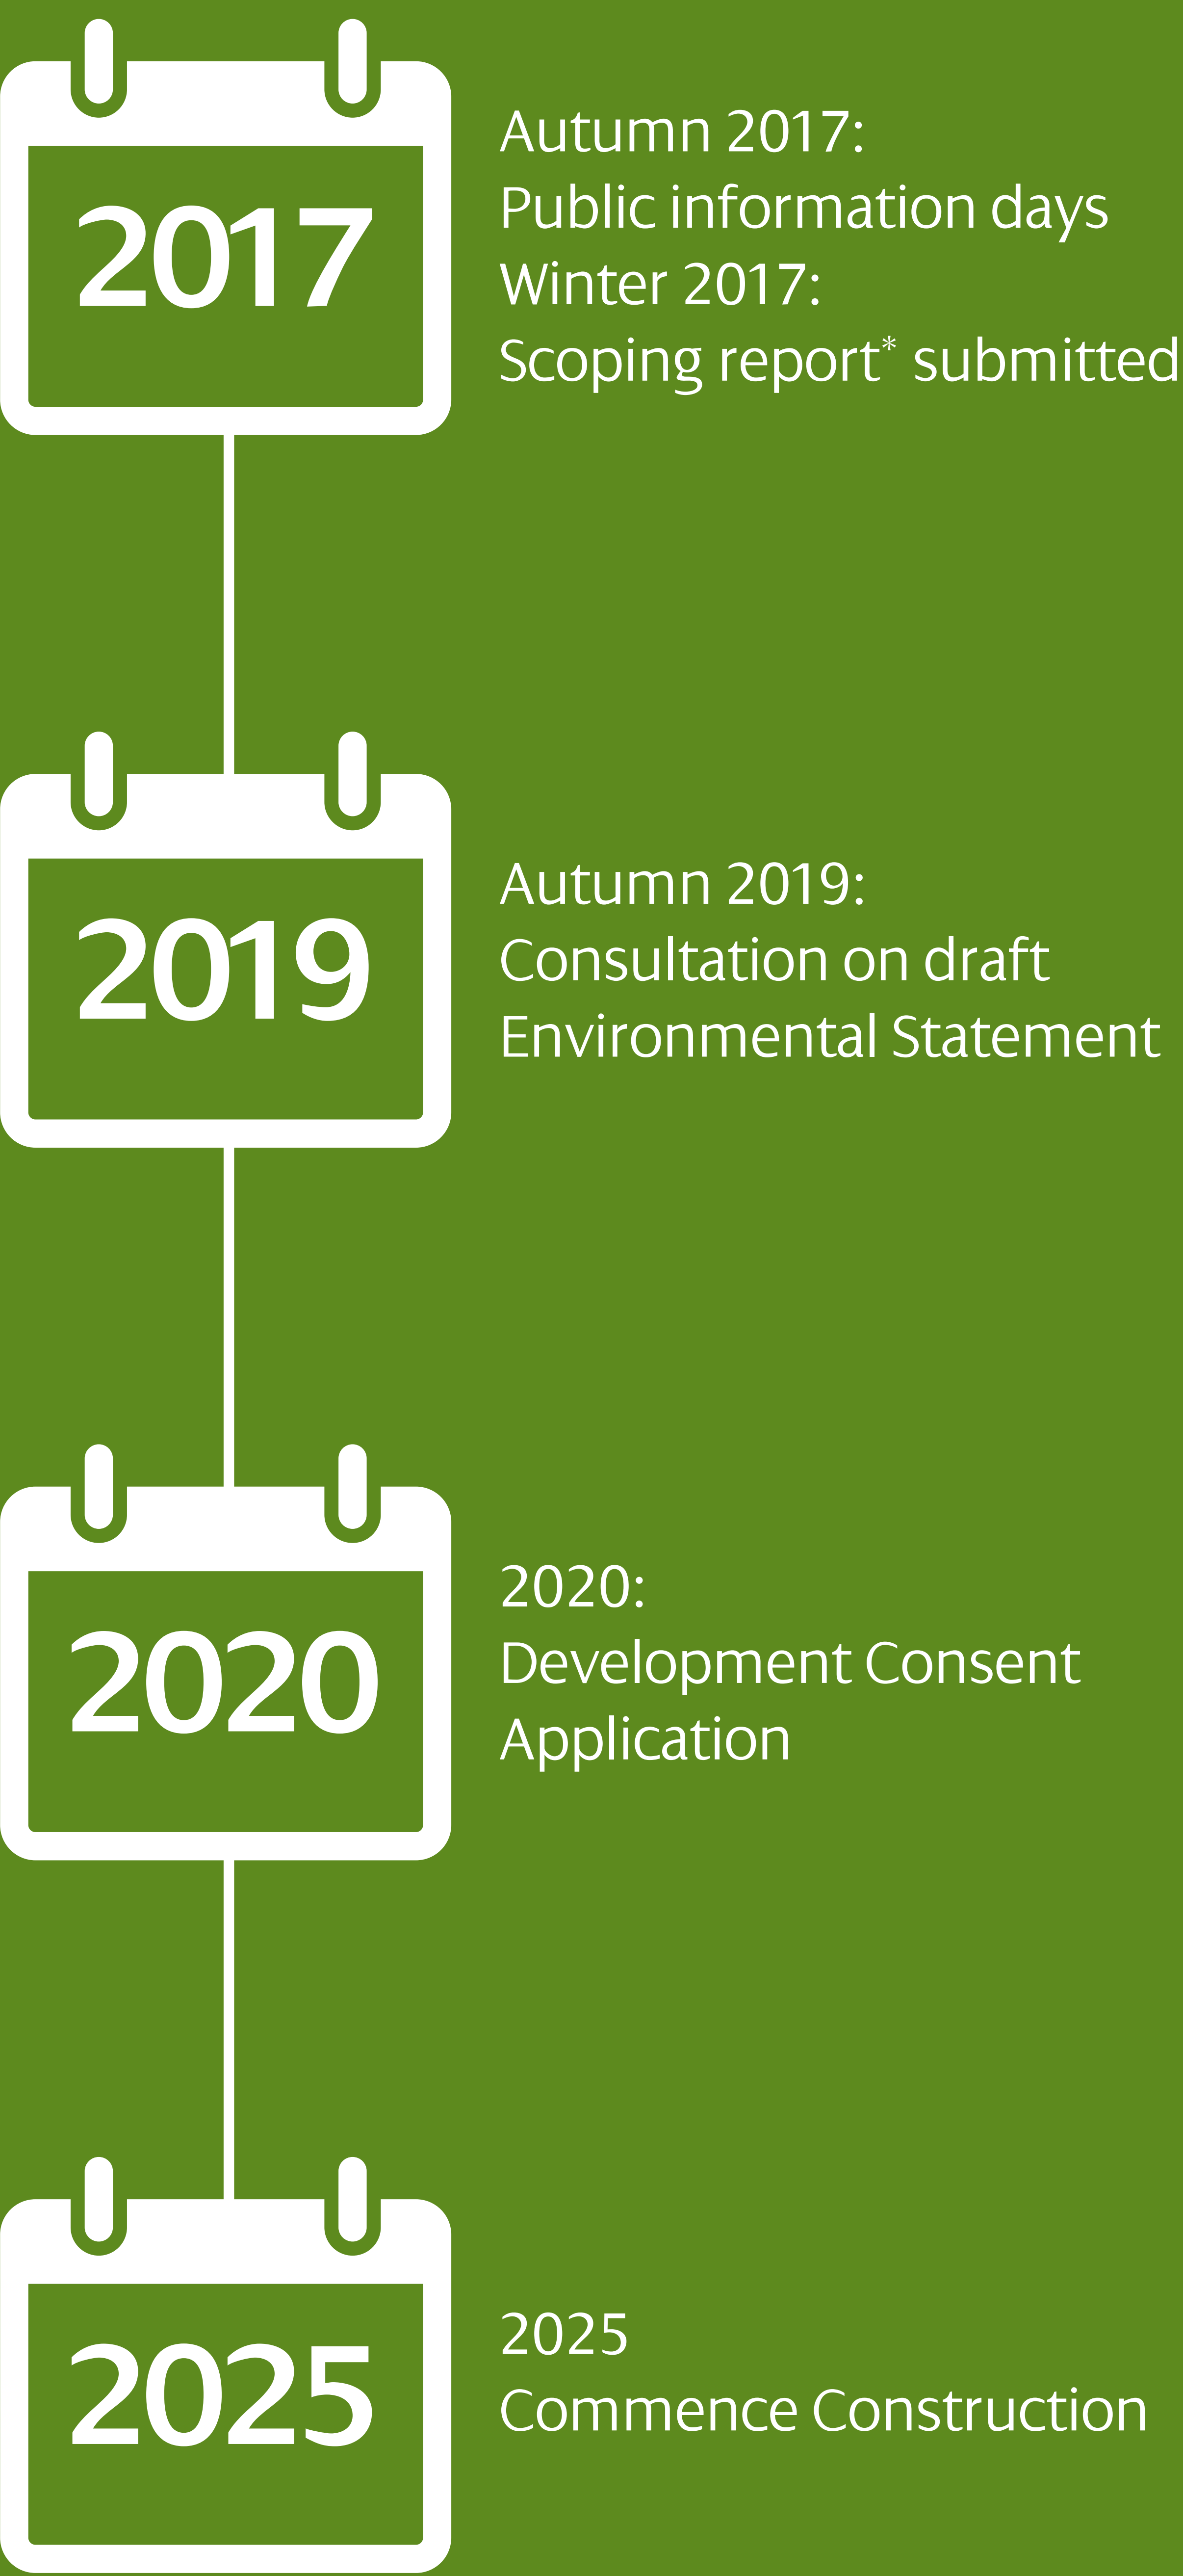 2017
Autumn 2017:
Public information days
Winter 2017:
Scoping report* submitted
2019
Autumn 2019:
Consultation on draft
Environmental Statement
2020
2020:
Development Consent
Application
2025
2025
Commence Construction